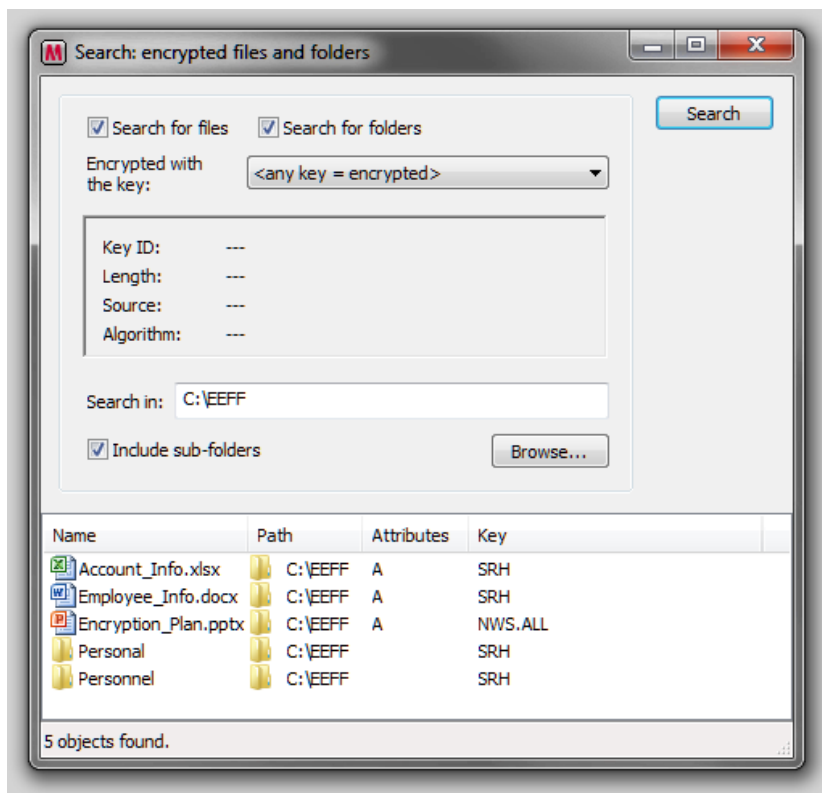 Search: encrypted files and folders
Search for files Search for folders Search
Encrypted with the key: <any key = encrypted>
Key ID: ---
Length: ---
Source: ---
Algorithm: ---
Search in: C:\EEFF
Include sub-folders Browse...
Name Path Attributes Key
Account_Info.xlsx C:\EEFF A SRH
Employee_Info.docx C:\EEFF A SRH
Encryption_Plan.pptx C:\EEFF A NWS.ALL
Personal C:\EEFF SRH
Personnel C:\EEFF SRH
5 objects found.